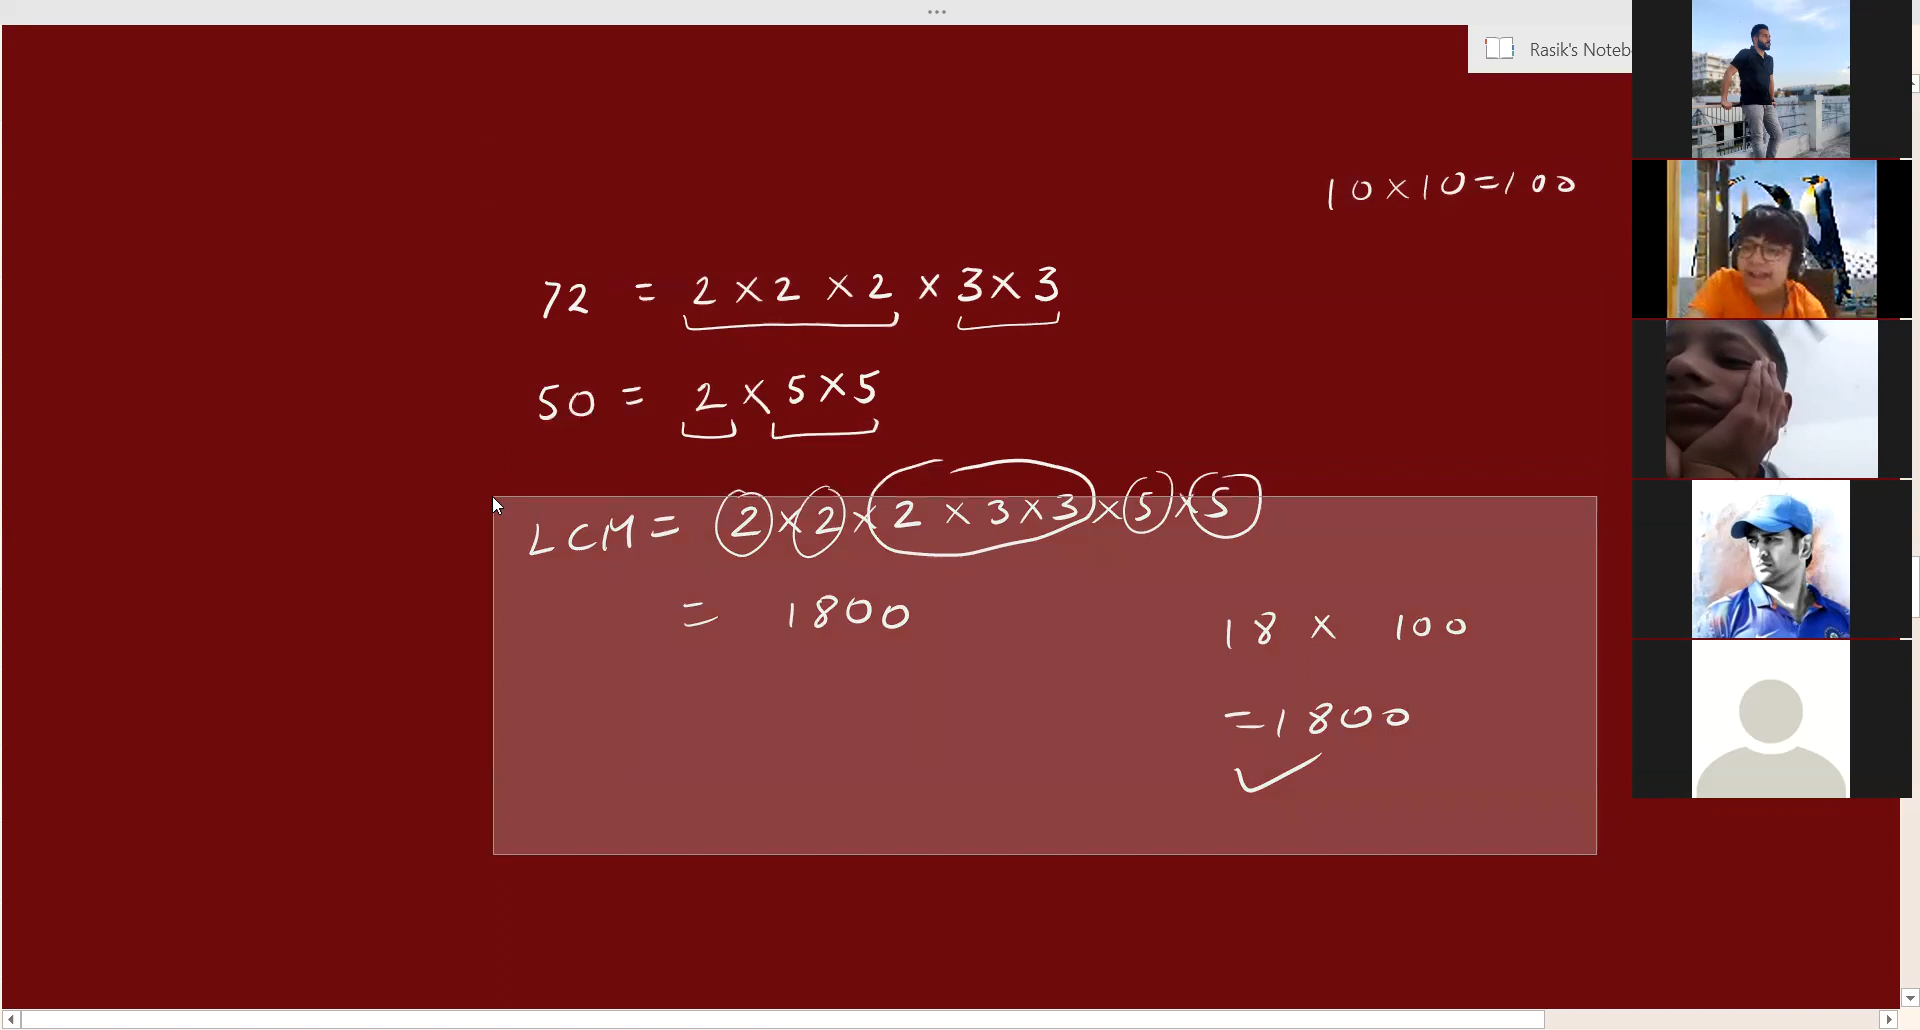 Rasik's Noteb
10 × 10 = 100
72 = 2 × 2 × 2 × 3 × 3
50 = 2 × 5 × 5
LCM = 2 × 2 × 2 × 3 × 3 × 5 × 5
= 1800
18 × 100
= 1800